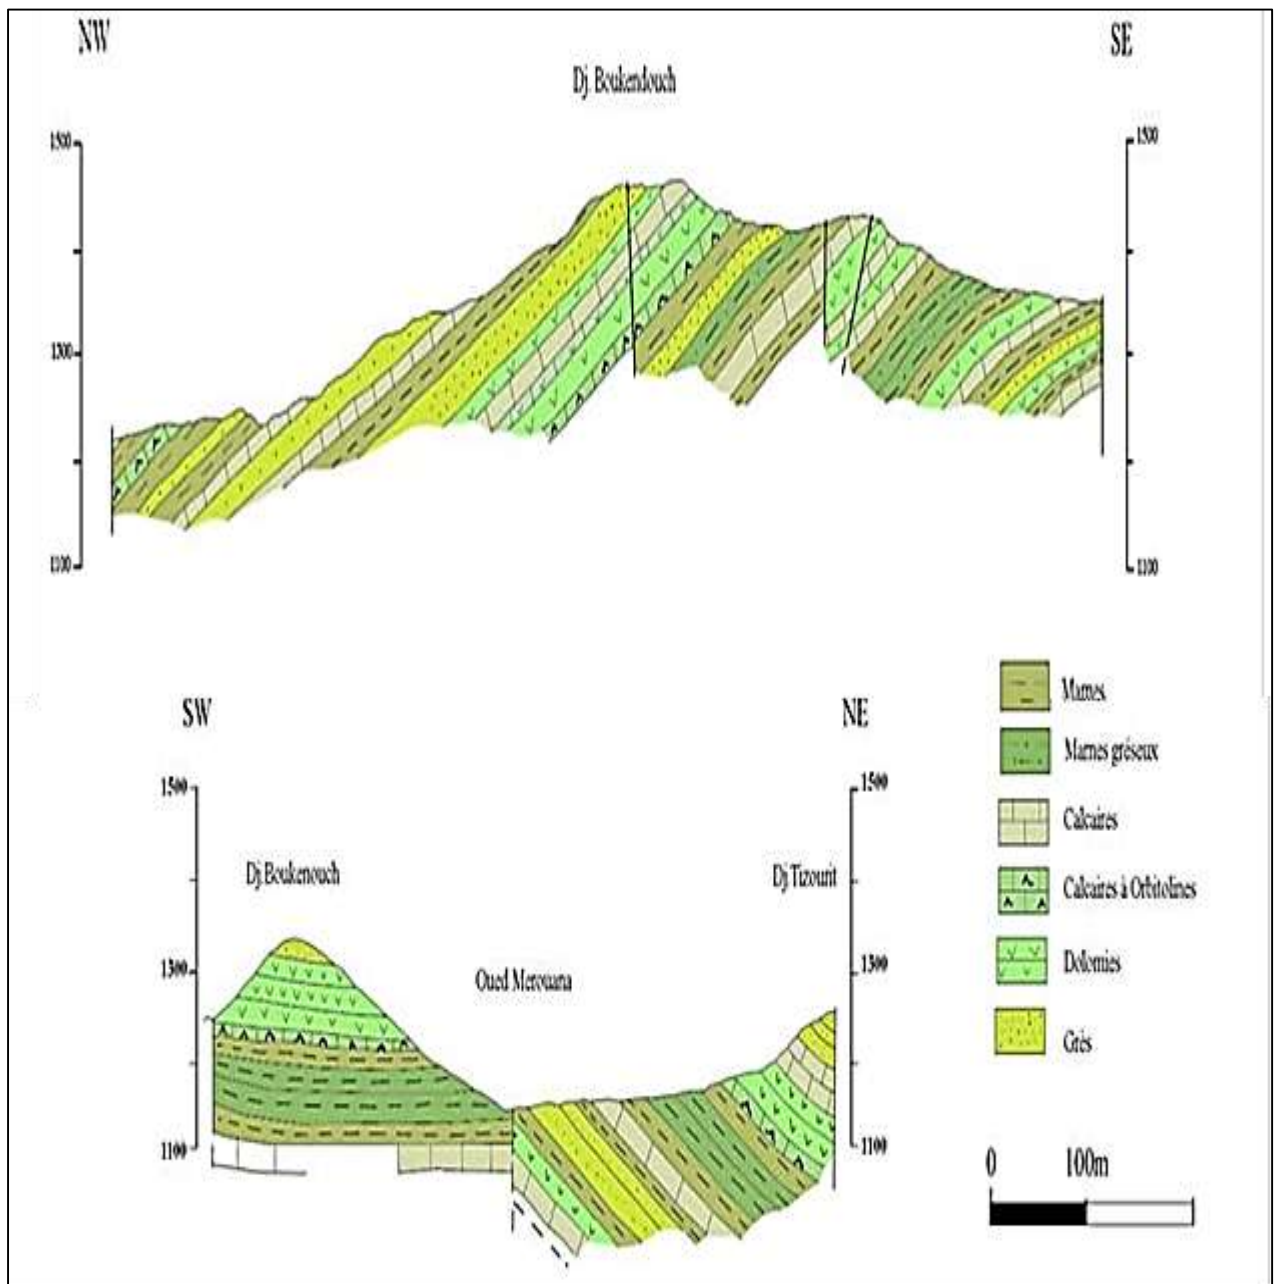 NW
SE
Dj. Boukendouch
1500
1500
1300
1300
1100
1100
SW
NE
1500
1500
Dj. Boukenouch
Dj Tizourit
1300
1300
Oued Merouana
1100
1100
Marnes
Marnes gréseux
Calcaires
Calcaires à Orbitolines
Dolomies
Grès
0 100m